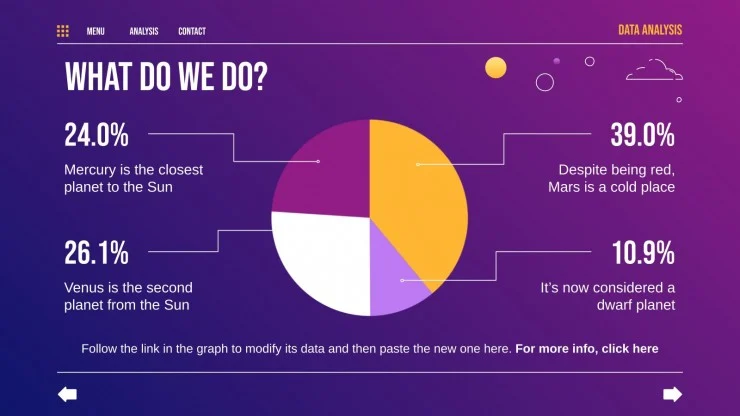 MENU ANALYSIS CONTACT DATA ANALYSIS
WHAT DO WE DO?
24.0%
Mercury is the closest
planet to the Sun
39.0%
Despite being red,
Mars is a cold place
26.1%
Venus is the second
planet from the Sun
10.9%
It's now considered a
dwarf planet
Follow the link in the graph to modify its data and then paste the new one here. For more info, click here